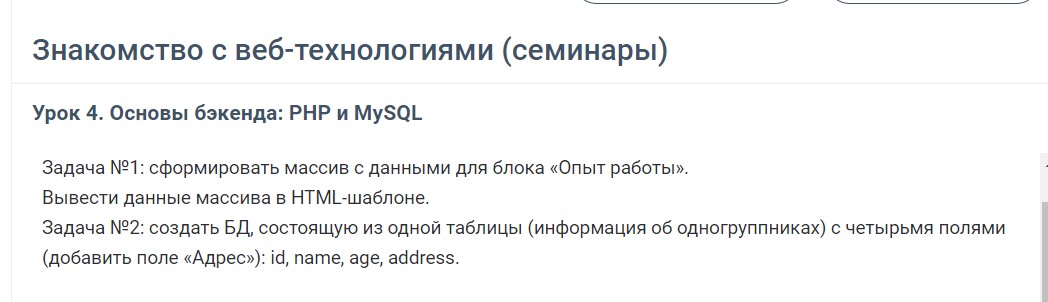 Знакомство с веб-технологиями (семинары)
Урок 4. Основы бэкенда: PHP и MySQL
Задача №1: сформировать массив с данными для блока «Опыт работы».
Вывести данные массива в HTML-шаблоне.
Задача №2: создать БД, состоящую из одной таблицы (информация об одногруппниках) с четырьмя полями
(добавить поле «Адрес»): id, name, age, address.